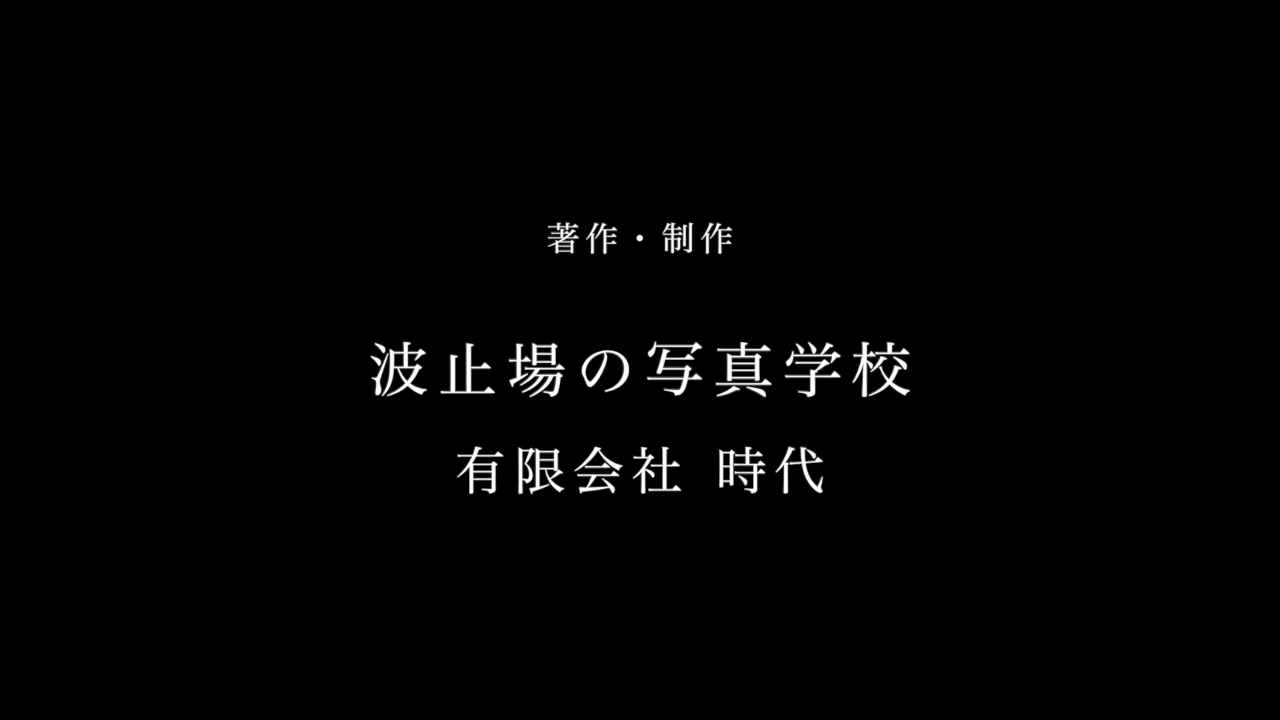 著作・制作
波止場の写真学校
有限会社 時代